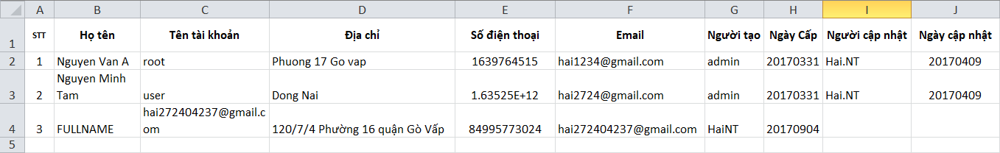 A B C D E F G H I J
1 STT Họ tên Tên tài khoản Địa chỉ Số điện thoại Email Người tạo Ngày Cấp Người cập nhật Ngày cập nhật
2 1 Nguyen Van A root Phuong 17 Go vap 1639764515 hai1234@gmail.com admin 20170331 Hai.NT 20170409
Nguyen Minh
3 2 Tam user Dong Nai 1.63525E+12 hai2724@gmail.com admin 20170331 Hai.NT 20170409
hai272404237@gmail.c
4 3 FULLNAME om 120/7/4 Phường 16 quận Gò Vấp 84995773024 hai272404237@gmail.com HaiNT 20170904
5